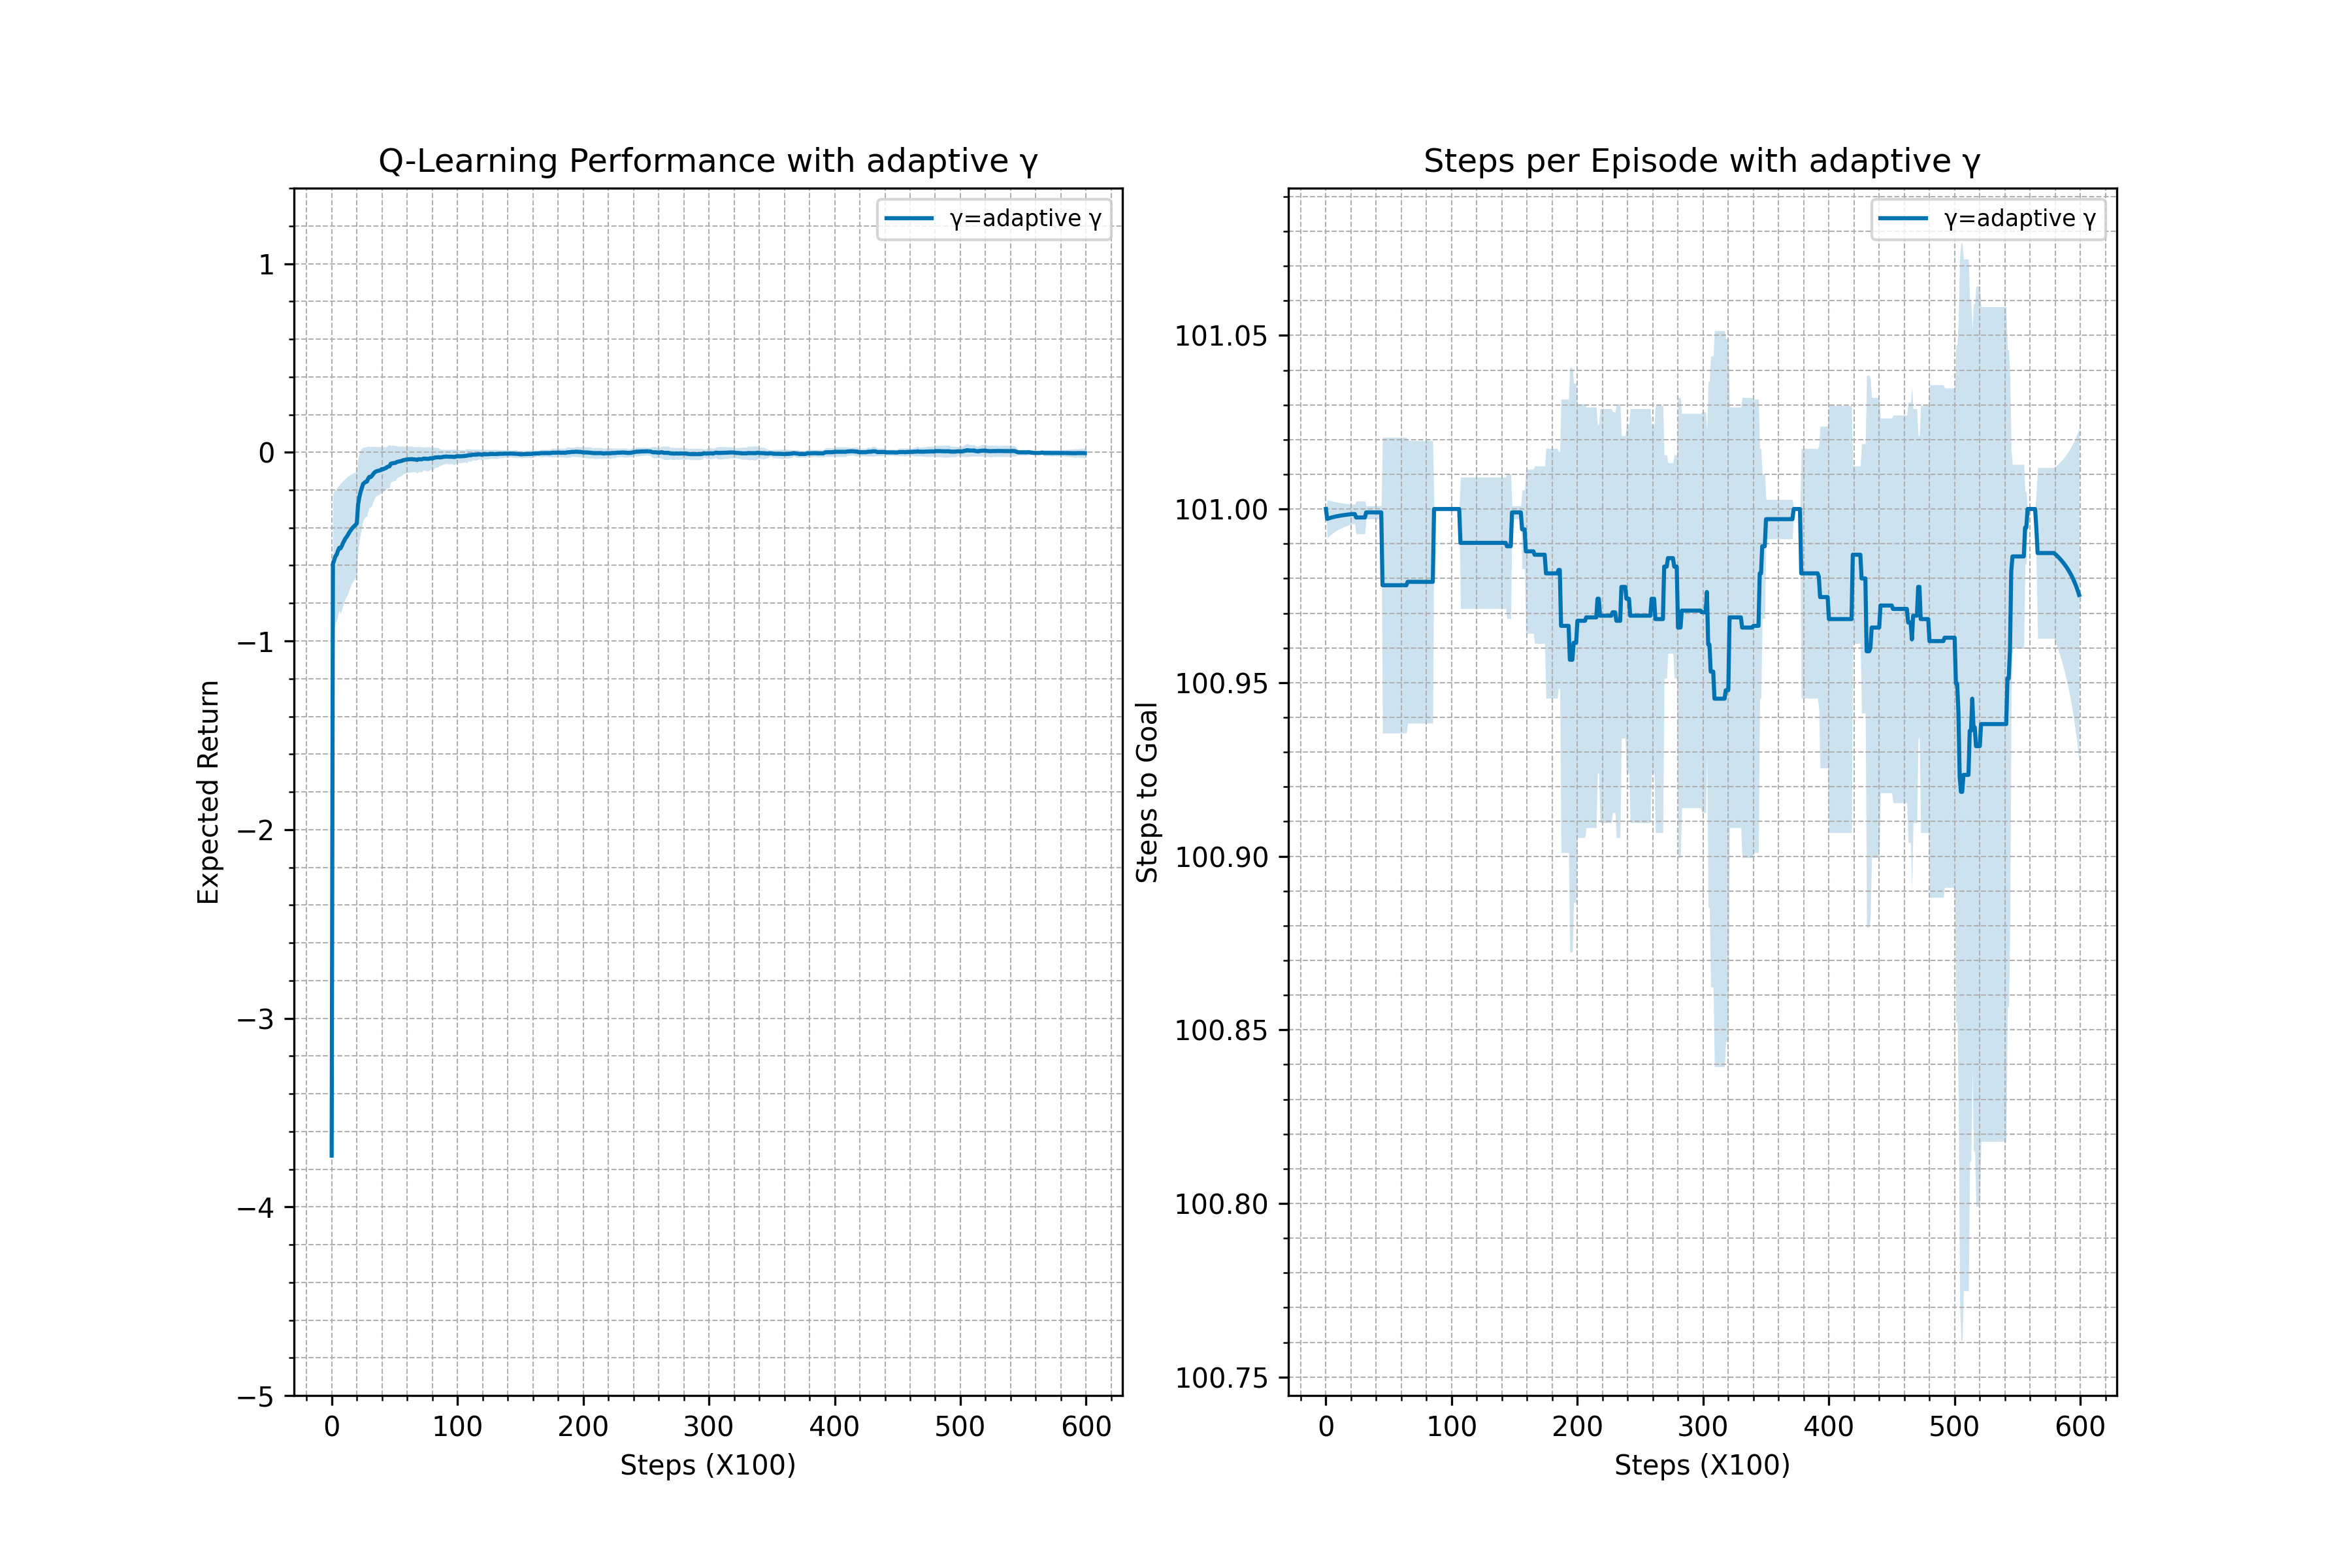 Q-Learning Performance with adaptive γ
γ=adaptive γ
1
0
−1
−2
−3
−4
−5
Expected Return
0 100 200 300 400 500 600
Steps (X100)
Steps per Episode with adaptive γ
γ=adaptive γ
101.05
101.00
100.95
100.90
100.85
100.80
100.75
Steps to Goal
0 100 200 300 400 500 600
Steps (X100)